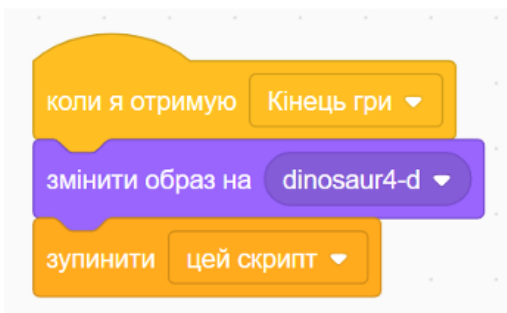 коли я отримую Кінець гри
змінити образ на dinosaur4-d
зупинити цей скрипт